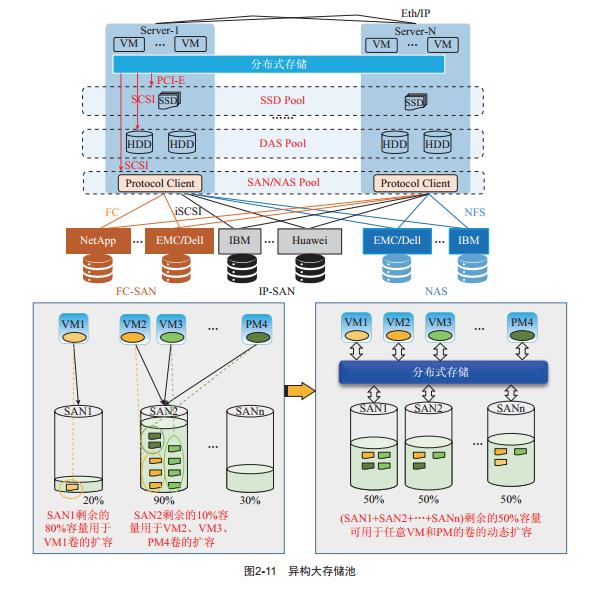 Eth/IP
Server-1
Server-N
VM … VM
VM … VM
分布式存储
PCI-E
SCSI
SSD
SSD Pool
SSD
……
HDD
HDD
DAS Pool
HDD
HDD
SCSI
Protocol Client
SAN/NAS Pool
Protocol Client
FC
iSCSI
NFS
NetApp … EMC/Dell
IBM … Huawei
EMC/Dell … IBM
FC-SAN
IP-SAN
NAS
VM1
VM2
VM3
…
PM4
SAN1
SAN2
…
SANn
20%
90%
30%
SAN1剩余的
80%容量用于
VM1卷的扩容
SAN2剩余的10%容
量用于VM2、VM3、
PM4卷的扩容
VM1
VM2
VM3
…
PM4
分布式存储
SAN1
SAN2
…
SANn
50%
50%
50%
(SAN1+SAN2+⋯+SANn)剩余的50%容量
可用于任意VM和PM的卷的动态扩容
图2-11 异构大存储池